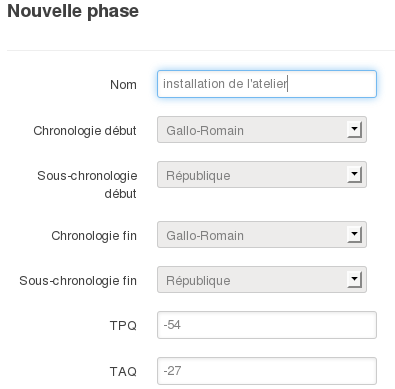 Nouvelle phase
Nom installation de l'atelier
Chronologie début Gallo-Romain
Sous-chronologie République
début
Chronologie fin Gallo-Romain
Sous-chronologie fin République
TPQ -54
TAQ -27